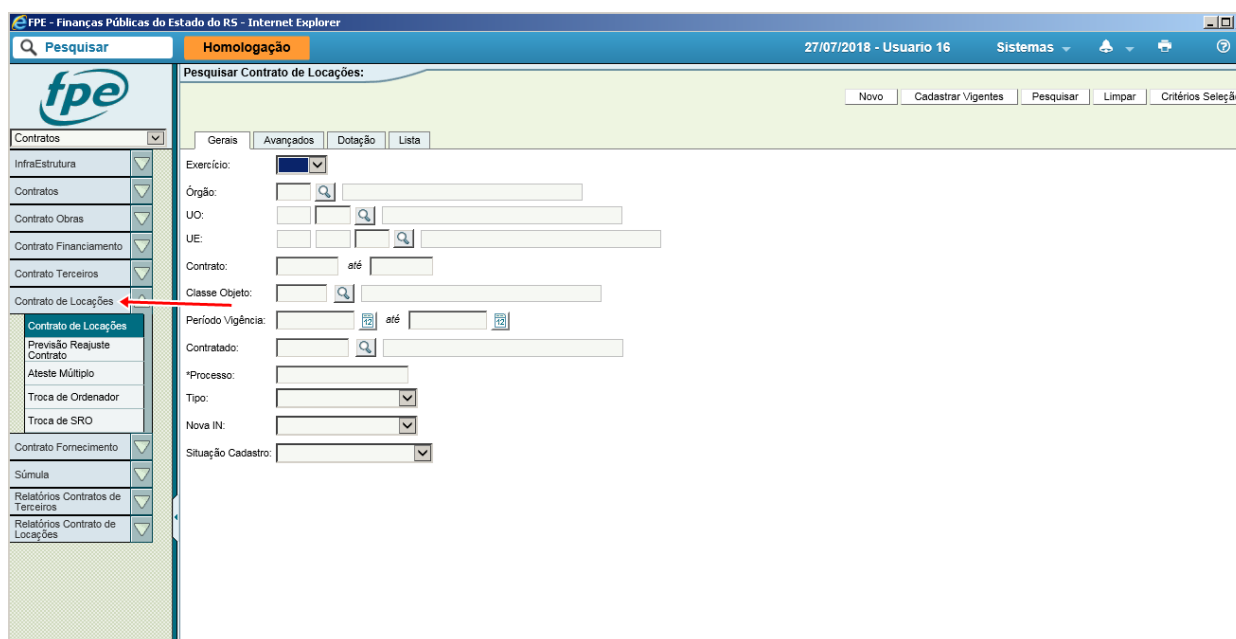 FPE - Finanças Públicas do Estado do RS - Internet Explorer
Pesquisar
Homologação
27/07/2018 - Usuario 16
Sistemas
fpe
Contratos
InfraEstrutura
Contratos
Contrato Obras
Contrato Financiamento
Contrato Terceiros
Contrato de Locações
Contrato de Locações
Previsão Reajuste
Contrato
Ateste Múltiplo
Troca de Ordenador
Troca de SRO
Contrato Fornecimento
Súmula
Relatórios Contratos de
Terceiros
Relatórios Contrato de
Locações
Pesquisar Contrato de Locações:
Novo
Cadastrar Vigentes
Pesquisar
Limpar
Critérios Seleçã
Gerais
Avançados
Dotação
Lista
Exercício:
Órgão:
UO:
UE:
Contrato:
até
Classe Objeto:
Período Vigência:
12
até
12
Contratado:
*Processo:
Tipo:
Nova IN:
Situação Cadastro: